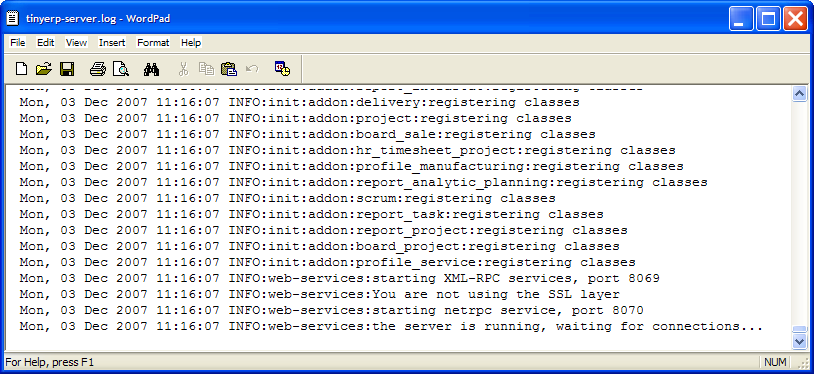 tinyerp-server.log - WordPad
File Edit View Insert Format Help
Mon, 03 Dec 2007 11:16:07 INFO:init:addon:delivery:registering classes
Mon, 03 Dec 2007 11:16:07 INFO:init:addon:project:registering classes
Mon, 03 Dec 2007 11:16:07 INFO:init:addon:board_sale:registering classes
Mon, 03 Dec 2007 11:16:07 INFO:init:addon:hr_timesheet_project:registering classes
Mon, 03 Dec 2007 11:16:07 INFO:init:addon:profile_manufacturing:registering classes
Mon, 03 Dec 2007 11:16:07 INFO:init:addon:report_analytic_planning:registering classes
Mon, 03 Dec 2007 11:16:07 INFO:init:addon:scrum:registering classes
Mon, 03 Dec 2007 11:16:07 INFO:init:addon:report_task:registering classes
Mon, 03 Dec 2007 11:16:07 INFO:init:addon:report_project:registering classes
Mon, 03 Dec 2007 11:16:07 INFO:init:addon:board_project:registering classes
Mon, 03 Dec 2007 11:16:07 INFO:init:addon:profile_service:registering classes
Mon, 03 Dec 2007 11:16:07 INFO:web-services:starting XML-RPC services, port 8069
Mon, 03 Dec 2007 11:16:07 INFO:web-services:You are not using the SSL layer
Mon, 03 Dec 2007 11:16:07 INFO:web-services:starting netrpc service, port 8070
Mon, 03 Dec 2007 11:16:07 INFO:web-services:the server is running, waiting for connections...
For Help, press F1
NUM